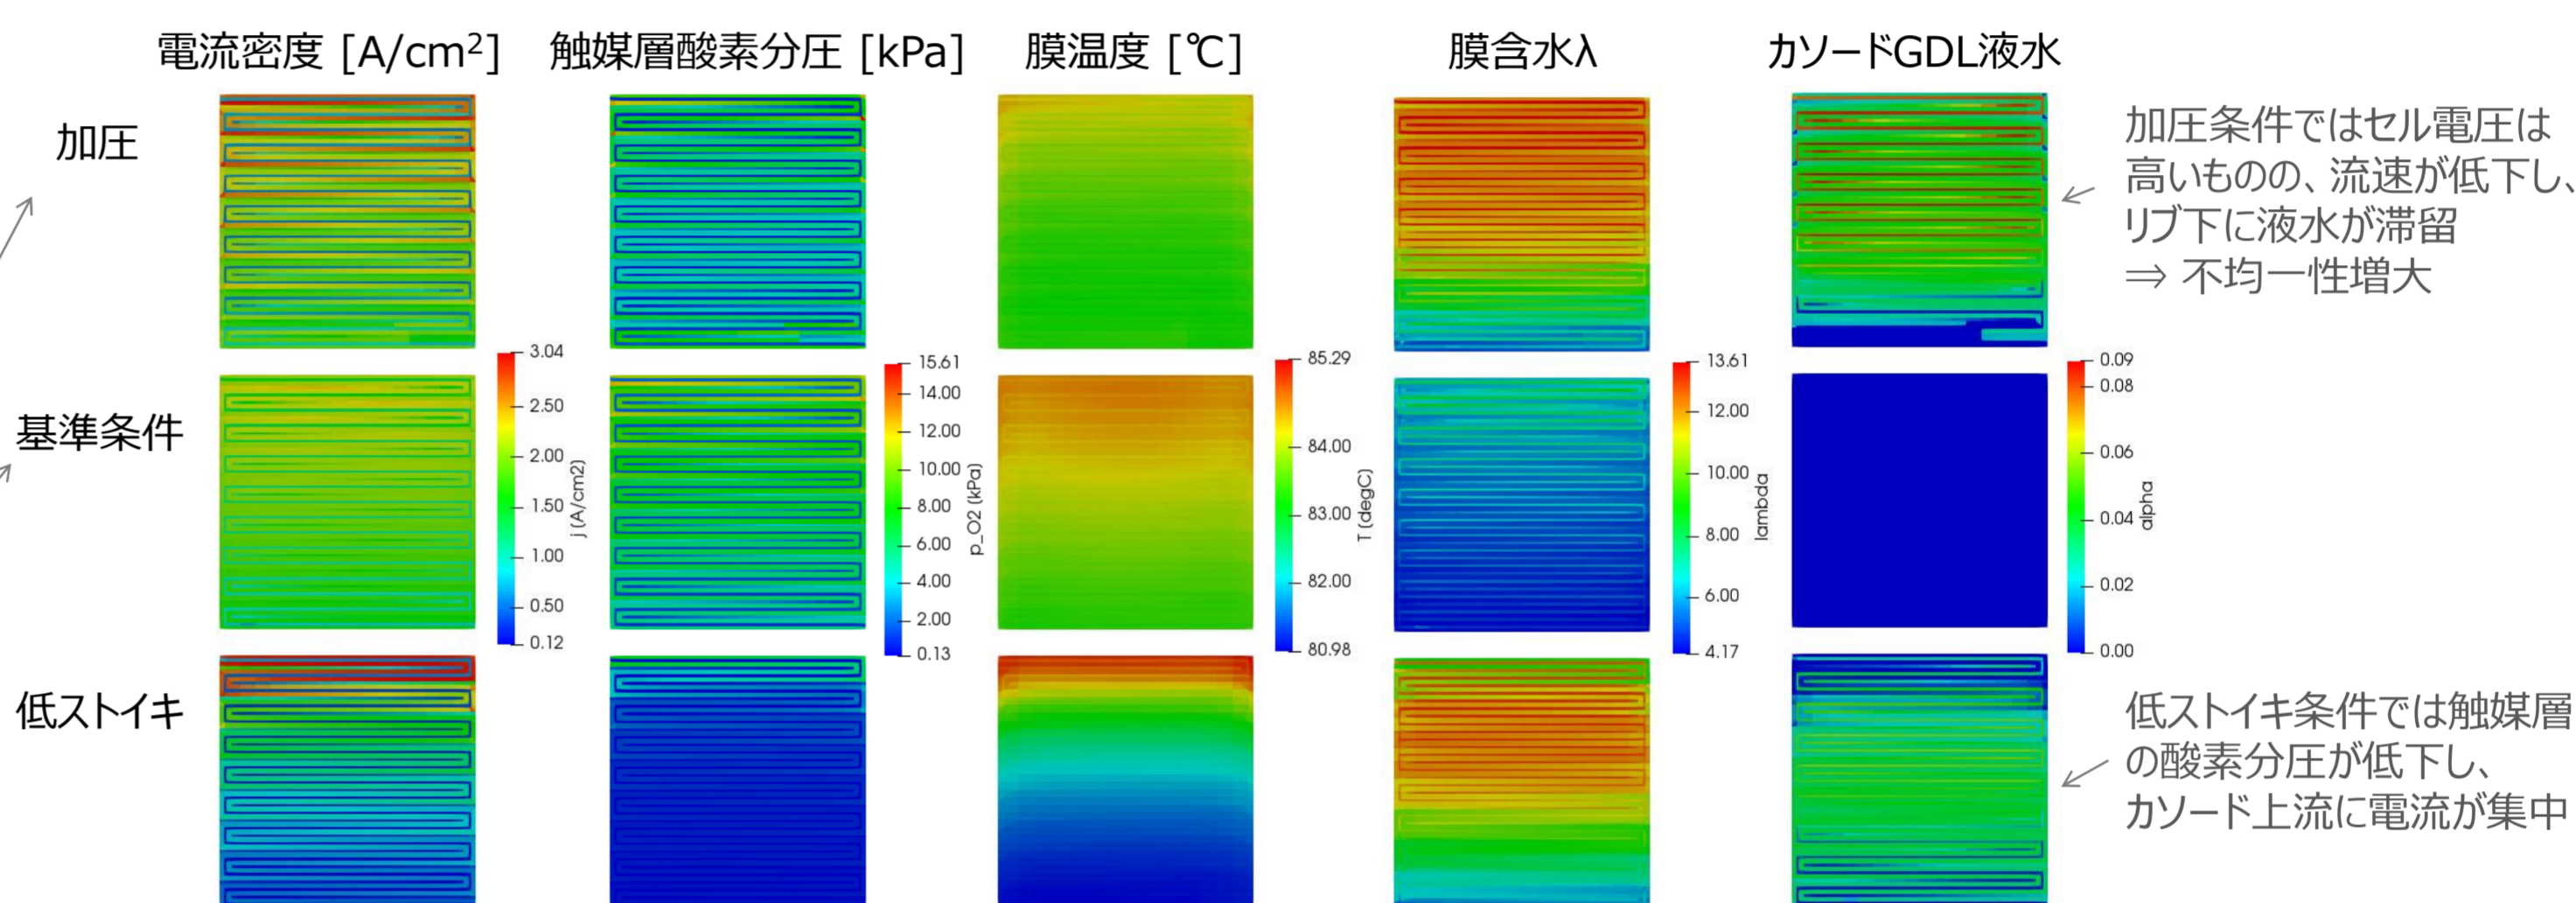 電流密度 [A/cm²]
触媒層酸素分圧 [kPa]
膜温度 [℃]
膜含水λ
カソードGDL液水
加圧
加圧条件ではセル電圧は
高いものの、流速が低下し、
リブ下に液水が滞留
⇒ 不均一性増大
3.04
2.50
2.00
1.50
1.00
0.50
0.12
j (A/cm2)
15.61
14.00
12.00
10.00
8.00
6.00
4.00
2.00
0.13
p_O2 (kPa)
85.29
84.00
83.00
82.00
80.98
T (degC)
13.61
12.00
10.00
8.00
6.00
4.17
lambda
0.09
0.08
0.06
0.04
0.02
0.00
alpha
基準条件
低ストイキ
低ストイキ条件では触媒層
の酸素分圧が低下し、
カソード上流に電流が集中